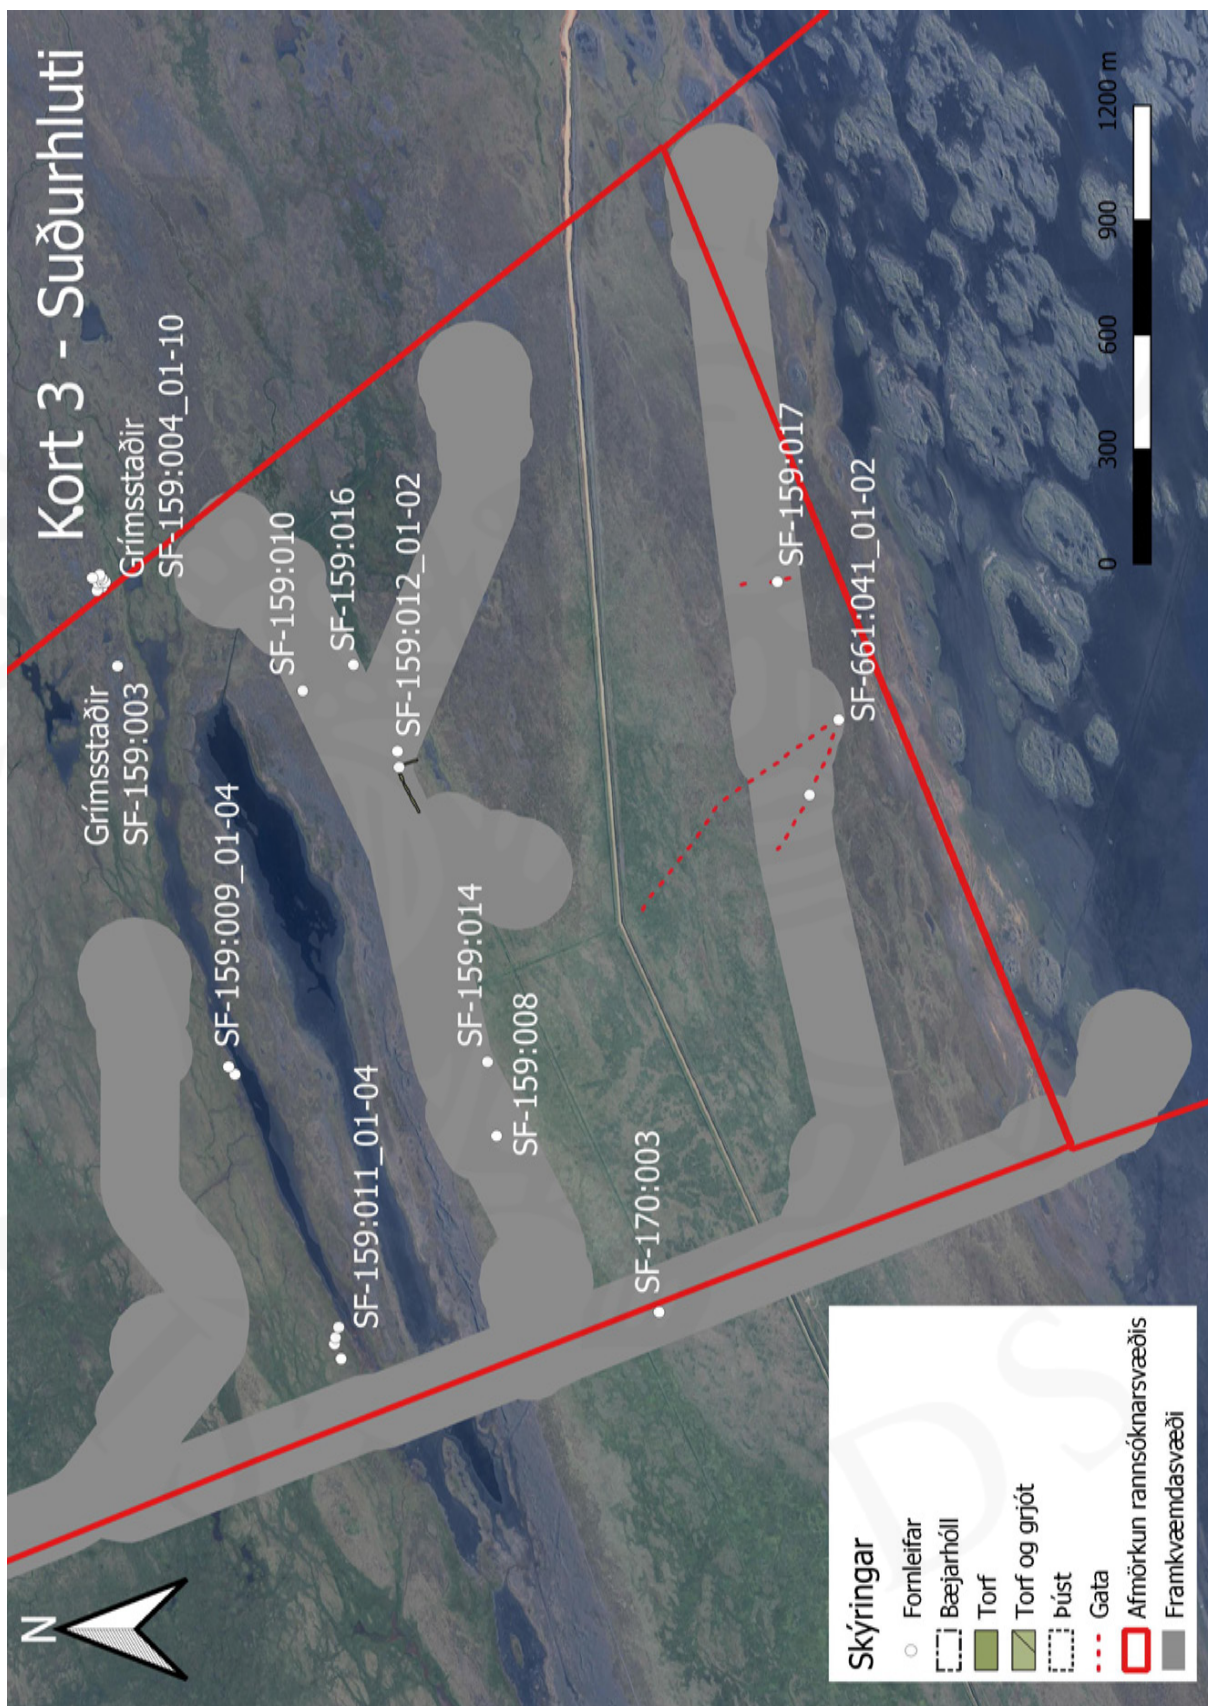 Kort 3 - Suðurhluti
N
Grímsstaðir
SF-159:003
Grímsstaðir
SF-159:004_01-10
SF-159:009_01-04
SF-159:010
SF-159:016
SF-159:011_01-04
SF-159:012_01-02
SF-159:014
SF-159:008
SF-170:003
SF-159:017
SF-661:041_01-02
Skýringar
Fornleifar
Bæjarhóll
Torf
Torf og grjót
Þúst
Gata
Afmörkun rannsóknarsvæðis
Framkvæmdasvæði
0 300 600 900 1200 m